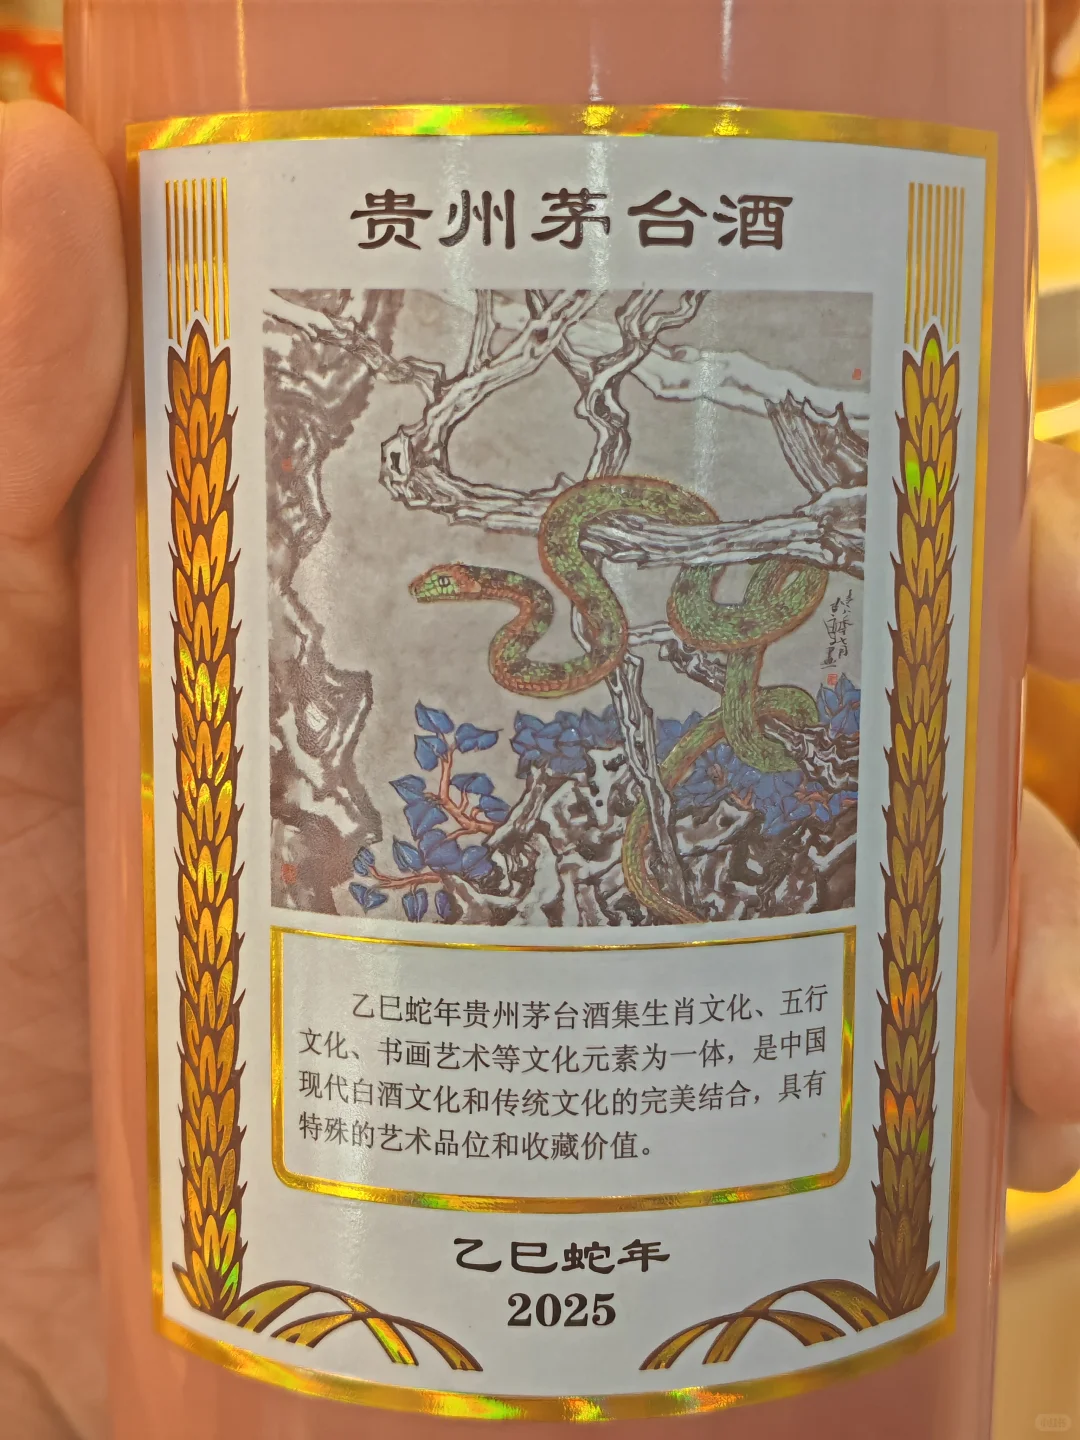 贵州茅台酒
乙巳蛇年贵州茅台酒集生肖文化、五行
文化、书画艺术等文化元素为一体，是中国
现代白酒文化和传统文化的完美结合，具有
特殊的艺术品位和收藏价值。
乙巳蛇年
2025